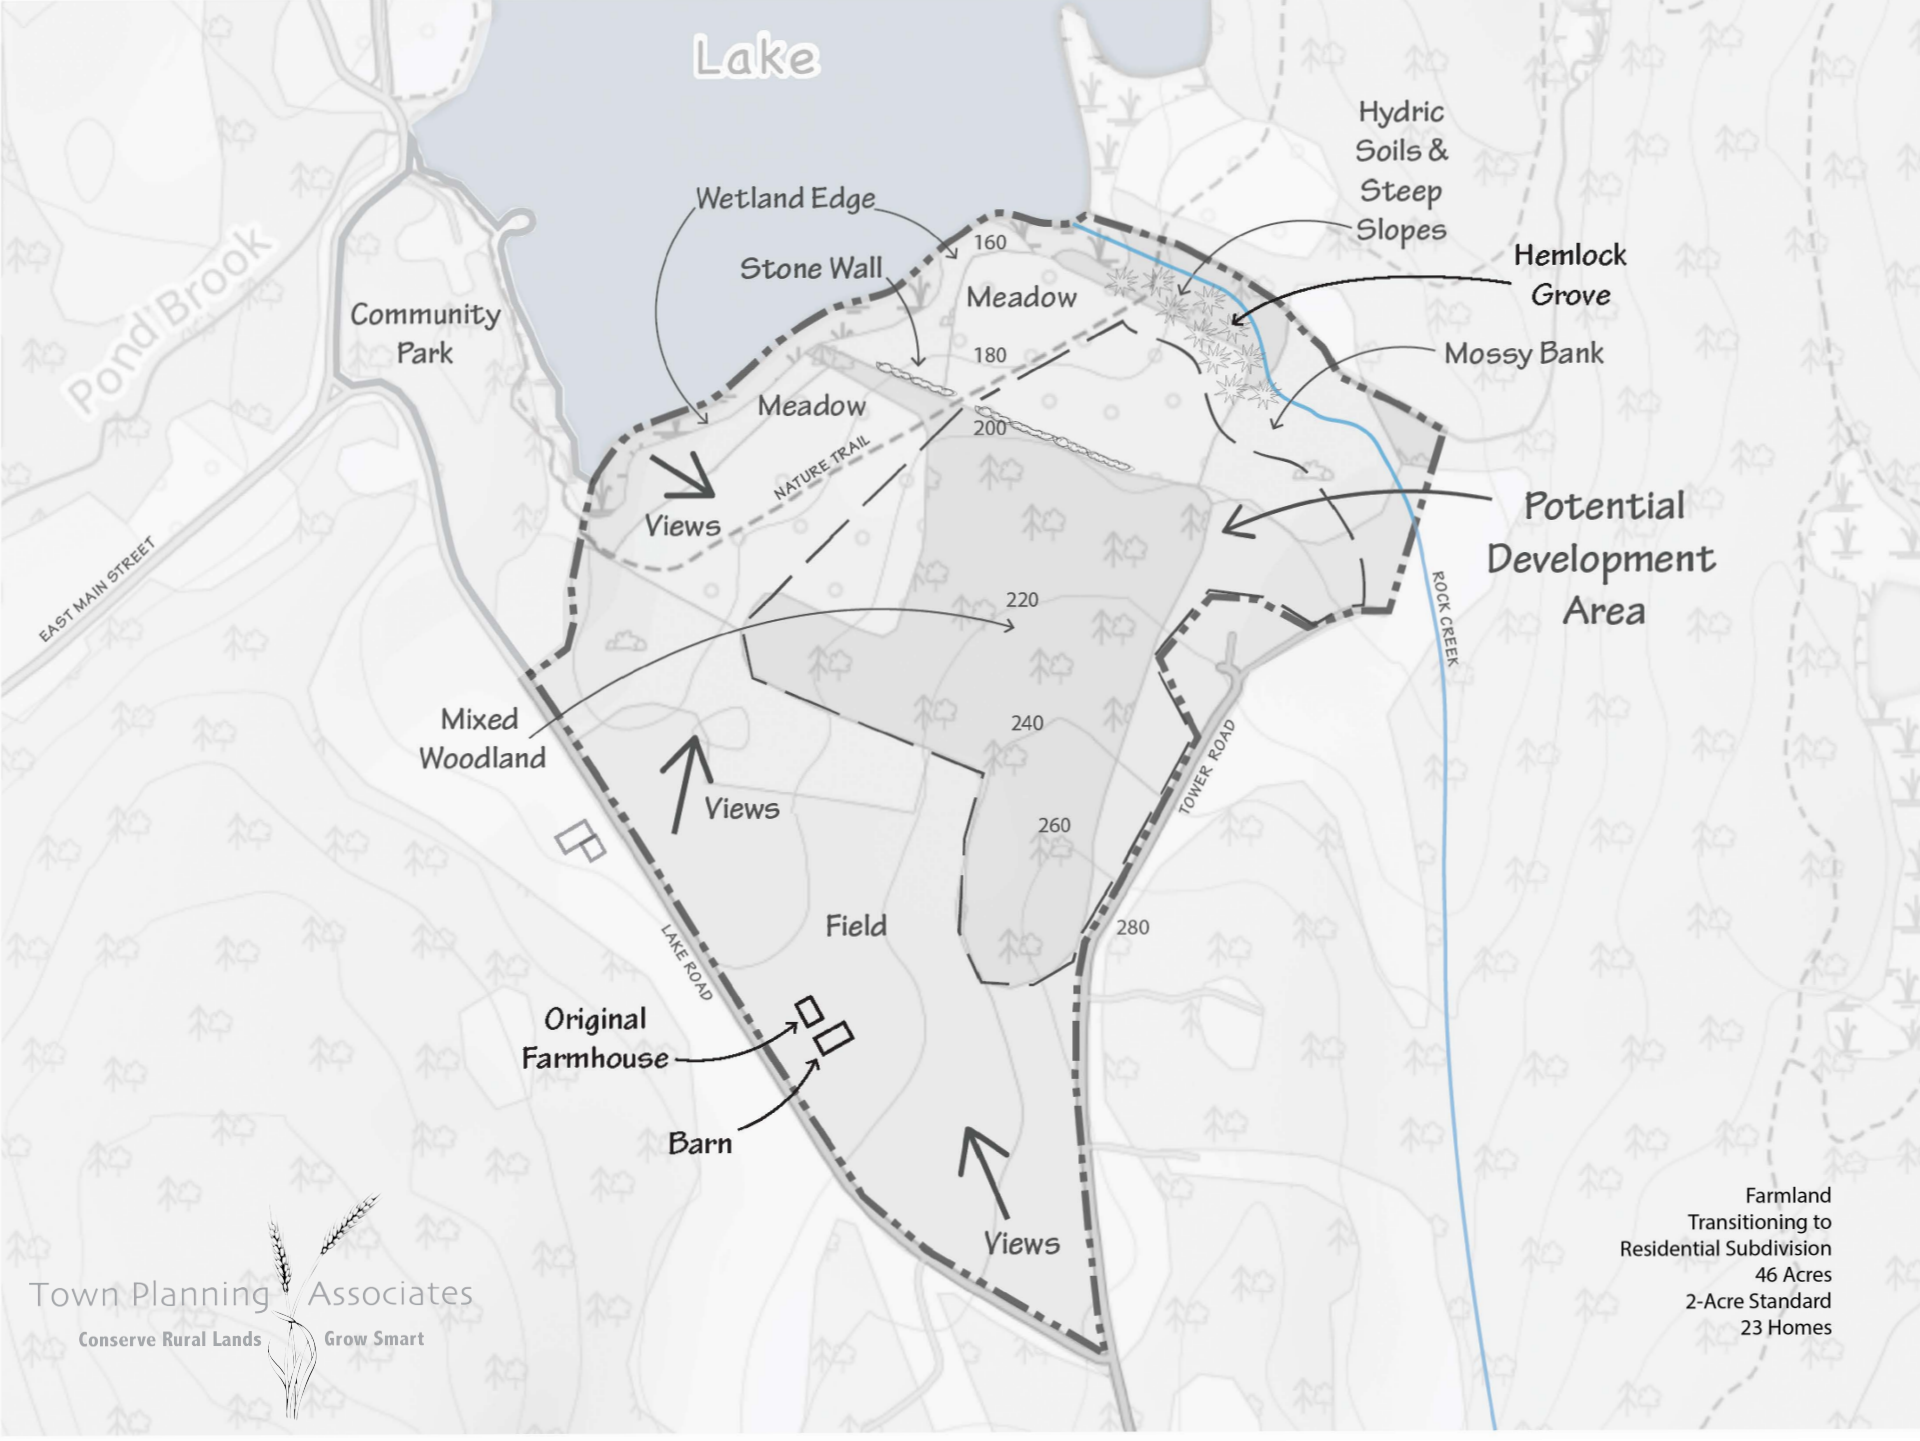 Lake
Hydric
Soils &
Steep
Slopes
Wetland Edge
160
Stone Wall
Hemlock
Grove
Meadow
Community
Park
Pond Brook
180
Mossy Bank
Meadow
200
NATURE TRAIL
Views
Potential
Development
Area
EAST MAIN STREET
220
ROCK CREEK
Mixed
Woodland
240
TOWER ROAD
Views
260
Field
280
LAKE ROAD
Original
Farmhouse
Barn
Views
Farmland
Transitioning to
Residential Subdivision
46 Acres
2-Acre Standard
23 Homes
Town Planning Associates
Conserve Rural Lands Grow Smart